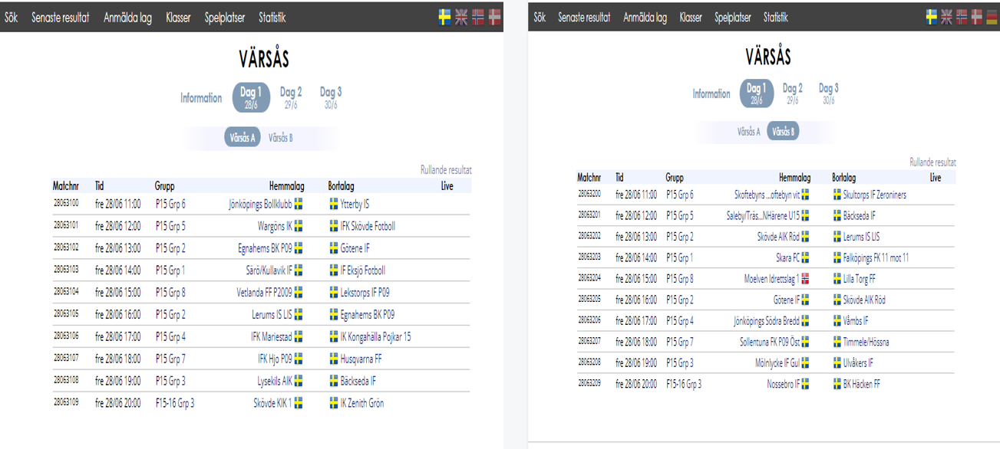 Sök Senaste resultat Anmälda lag Klasser Spelplatser Statistik
VÄRSÅS
Information Dag 1 Dag 2 Dag 3
28/6 29/6 30/6
Värsås A Värsås B
Rullande resultat
Matchnr Tid Grupp Hemmalag Bortalag Live
28063100 fre 28/06 11:00 P15 Grp 6 Jönköpings Bollklubb Ytterby IS
28063101 fre 28/06 12:00 P15 Grp 5 Wargöns IK IFK Skövde Fotboll
28063102 fre 28/06 13:00 P15 Grp 2 Egnahems BK P09 Götene IF
28063103 fre 28/06 14:00 P15 Grp 1 Särö/Kullavik IF IF Eksjö Fotboll
28063104 fre 28/06 15:00 P15 Grp 8 Vetlanda FF P2009 Lekstorps IF P09
28063105 fre 28/06 16:00 P15 Grp 2 Lerums IS LIS Egnahems BK P09
28063106 fre 28/06 17:00 P15 Grp 4 IFK Mariestad IK Kongahälla Pojkar 15
28063107 fre 28/06 18:00 P15 Grp 7 IFK Hjo P09 Husqvarna FF
28063108 fre 28/06 19:00 P15 Grp 3 Lysekils AIK Bäckseda IF
28063109 fre 28/06 20:00 F15-16 Grp 3 Skövde KIK 1 IK Zenith Grön
Sök Senaste resultat Anmälda lag Klasser Spelplatser Statistik
VÄRSÅS
Information Dag 1 Dag 2 Dag 3
28/6 29/6 30/6
Värsås A Värsås B
Rullande resultat
Matchnr Tid Grupp Hemmalag Bortalag Live
28063200 fre 28/06 11:00 P15 Grp 6 Skoftebyns ...oftebyn vit Skultorps IF Zeroniners
28063201 fre 28/06 12:00 P15 Grp 5 Saleby/Träs...NHärene U15 Bäckseda IF
28063202 fre 28/06 13:00 P15 Grp 2 Skövde AIK Röd Lerums IS LIS
28063203 fre 28/06 14:00 P15 Grp 1 Skara FC Falköpings FK 11 mot 11
28063204 fre 28/06 15:00 P15 Grp 8 Moelven Idrettslag 1 Lilla Torg FF
28063205 fre 28/06 16:00 P15 Grp 2 Götene IF Skövde AIK Röd
28063206 fre 28/06 17:00 P15 Grp 4 Jönköpings Södra Bredd Våmbs IF
28063207 fre 28/06 18:00 P15 Grp 7 Sollentuna FK P09 Öst Timmele/Hössna
28063208 fre 28/06 19:00 P15 Grp 3 Mölnlycke IF Gul Ulvåkers IF
28063209 fre 28/06 20:00 F15-16 Grp 3 Nossebro IF BK Häcken FF